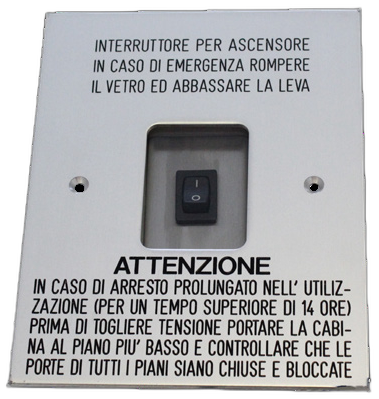 INTERRUTTORE PER ASCENSORE
IN CASO DI EMERGENZA ROMPERE
IL VETRO ED ABBASSARE LA LEVA
I
O
ATTENZIONE
IN CASO DI ARRESTO PROLUNGATO NELL' UTILIZ-
ZAZIONE (PER UN TEMPO SUPERIORE DI 14 ORE)
PRIMA DI TOGLIERE TENSIONE PORTARE LA CABI-
NA AL PIANO PIU' BASSO E CONTROLLARE CHE LE
PORTE DI TUTTI I PIANI SIANO CHIUSE E BLOCCATE